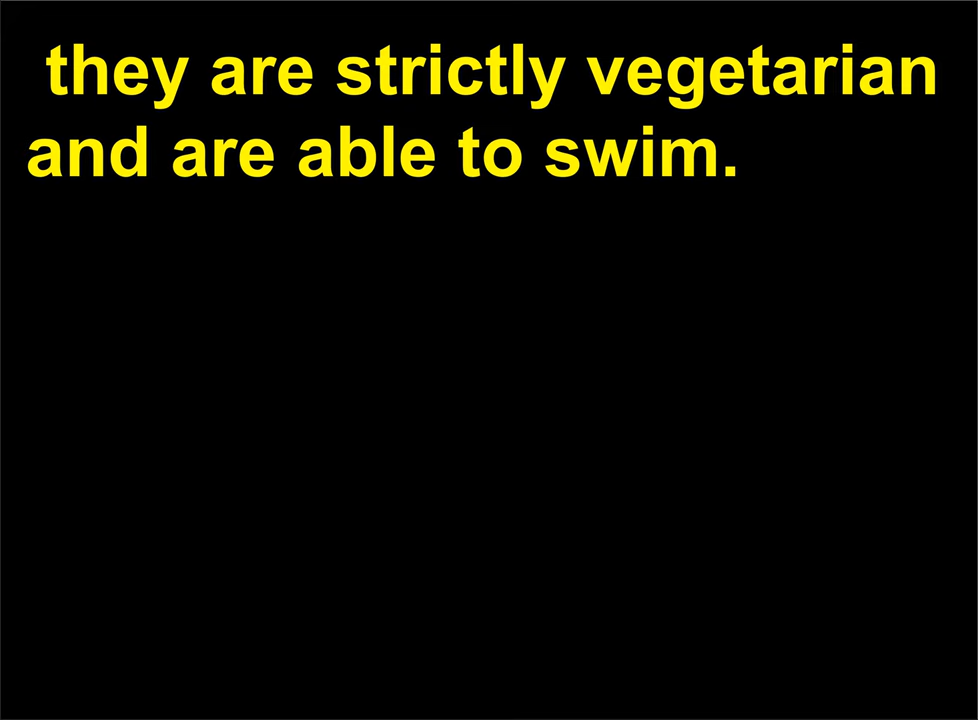 they are strictly vegetarian
and are able to swim.